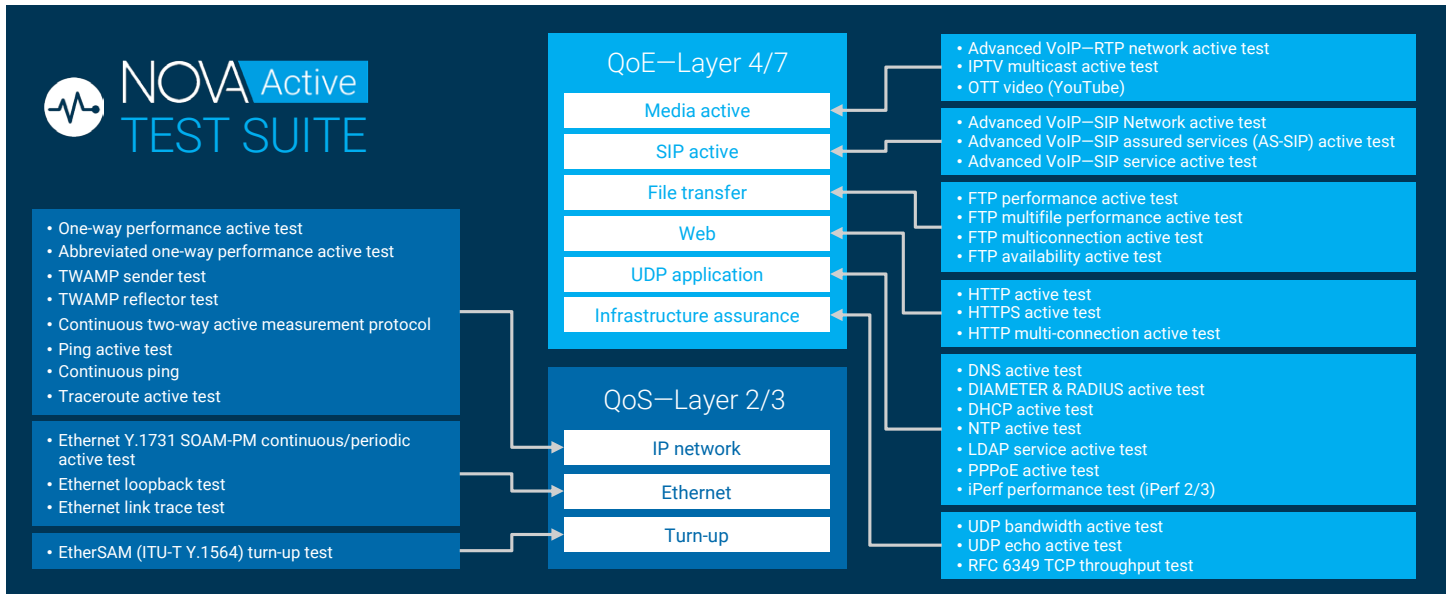 NOVA Active
TEST SUITE
• One-way performance active test
• Abbreviated one-way performance active test
• TWAMP sender test
• TWAMP reflector test
• Continuous two-way active measurement protocol
• Ping active test
• Continuous ping
• Traceroute active test
• Ethernet Y.1731 SOAM-PM continuous/periodic
active test
• Ethernet loopback test
• Ethernet link trace test
• EtherSAM (ITU-T Y.1564) turn-up test
QoE—Layer 4/7
Media active
SIP active
File transfer
Web
UDP application
Infrastructure assurance
QoS—Layer 2/3
IP network
Ethernet
Turn-up
• Advanced VoIP—RTP network active test
• IPTV multicast active test
• OTT video (YouTube)
• Advanced VoIP—SIP Network active test
• Advanced VoIP—SIP assured services (AS-SIP) active test
• Advanced VoIP—SIP service active test
• FTP performance active test
• FTP multifile performance active test
• FTP multiconnection active test
• FTP availability active test
• HTTP active test
• HTTPS active test
• HTTP multi-connection active test
• DNS active test
• DIAMETER & RADIUS active test
• DHCP active test
• NTP active test
• LDAP service active test
• PPPoE active test
• iPerf performance test (iPerf 2/3)
• UDP bandwidth active test
• UDP echo active test
• RFC 6349 TCP throughput test